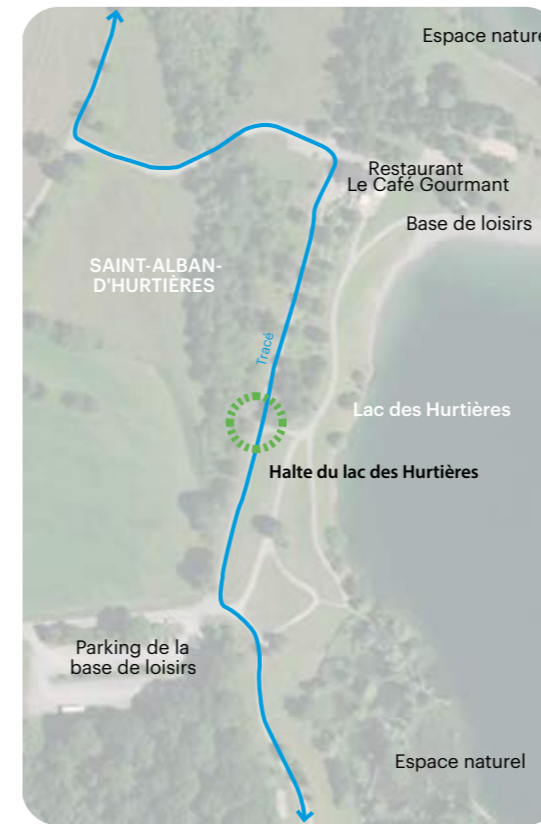 Espace nature
Restaurant
Le Café Gourmant
Base de loisirs
SAINT-ALBAN-
D'HURTIÈRES
Tracé
Lac des Hurtières
Halte du lac des Hurtières
Parking de la
base de loisirs
Espace naturel